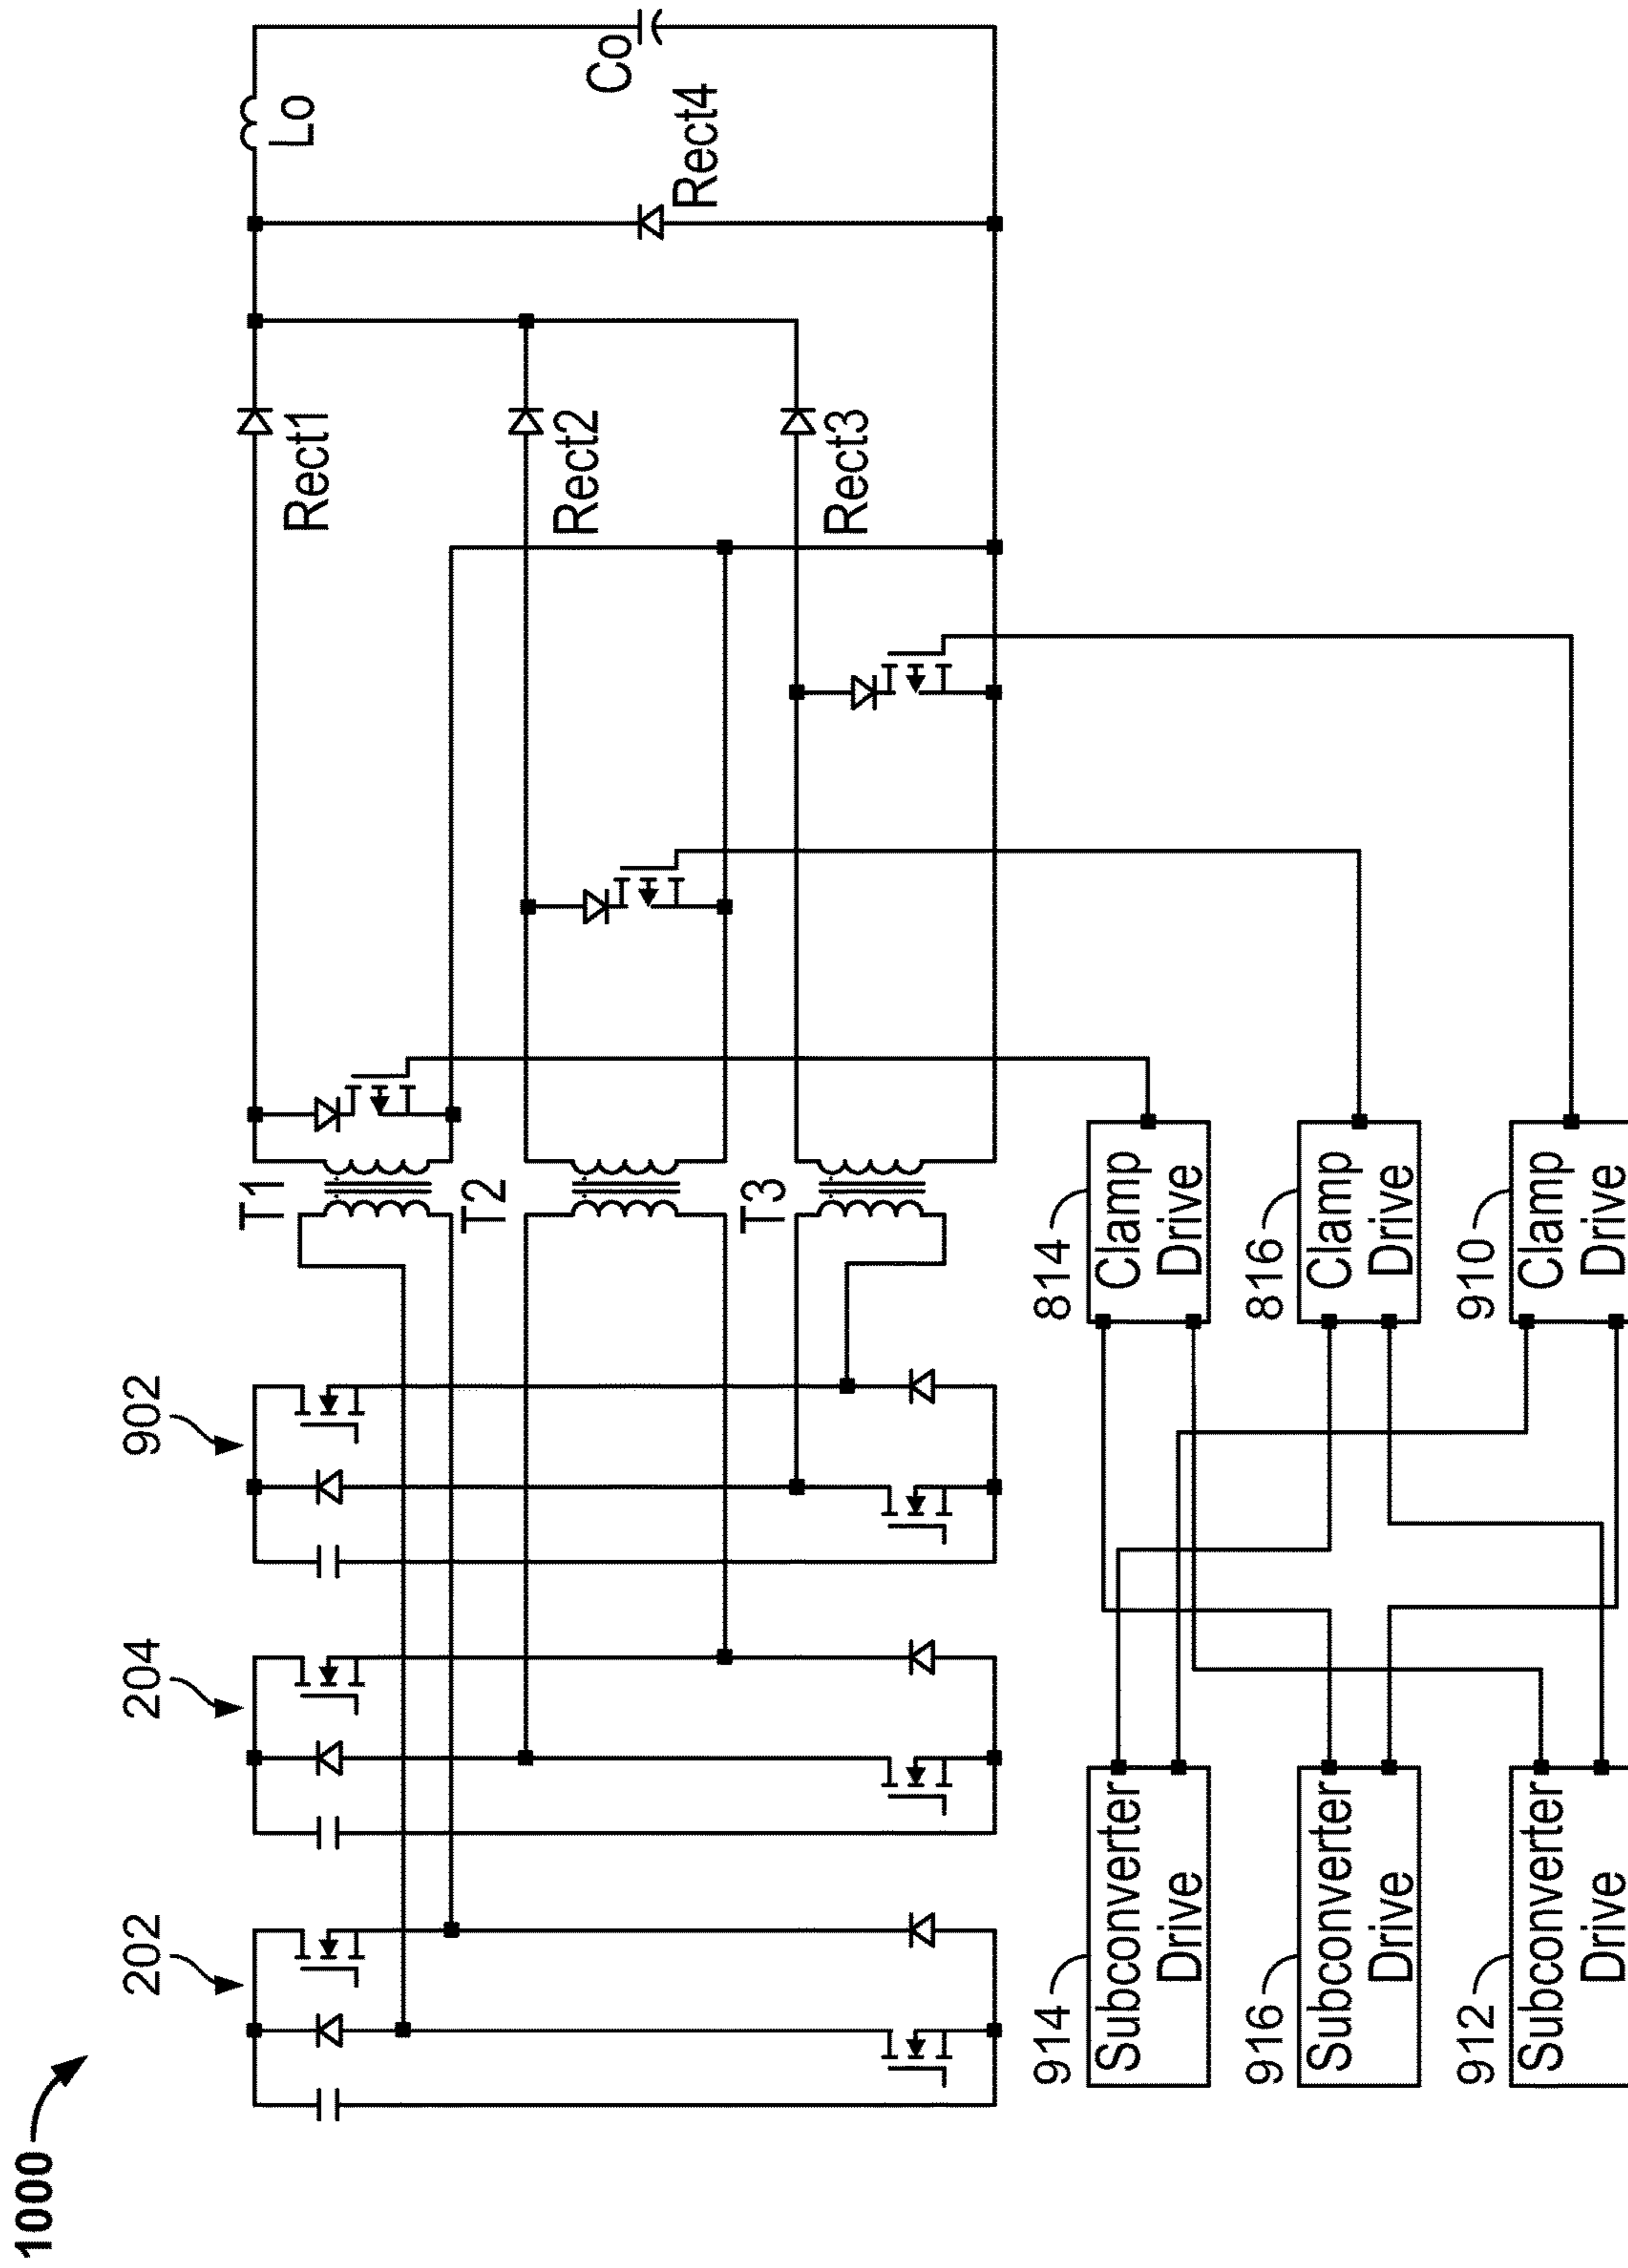 1000
202
204
902
T1
T2
T3
Rect1
Rect2
Rect3
Rect4
Lo
Co
914
Subconverter
Drive
916
Subconverter
Drive
912
Subconverter
Drive
814
Clamp
Drive
816
Clamp
Drive
910
Clamp
Drive